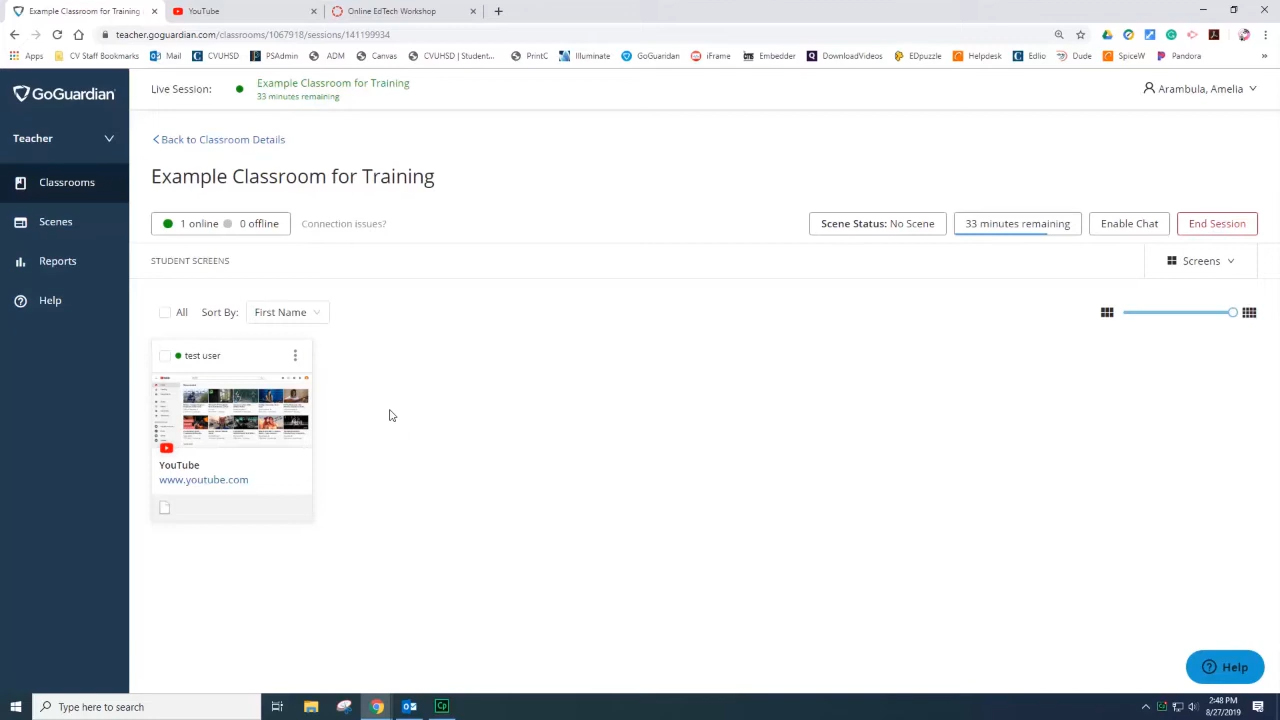 Example Classroom for Training
YouTube
Online EdTech Workshop
teacher.goguardian.com/classrooms/1067918/sessions/141199934
Apps CV Staff Bookmarks Mail CVUHSD PSAdmin ADM Canvas CVUHSD | Student... PrintC Illuminate GoGuardian iFrame Embedder DownloadVideos EDpuzzle Helpdesk Edlio Dude SpiceW Pandora »
GoGuardian
Live Session:
Example Classroom for Training
33 minutes remaining
Arambula, Amelia
Teacher
Classrooms
Scenes
Reports
Help
Back to Classroom Details
Example Classroom for Training
1 online 0 offline Connection issues? Scene Status: No Scene 33 minutes remaining Enable Chat End Session
STUDENT SCREENS Screens
All Sort By: First Name
test user
YouTube
www.youtube.com
Help
Type here to search
Cp
2:48 PM
8/27/2019